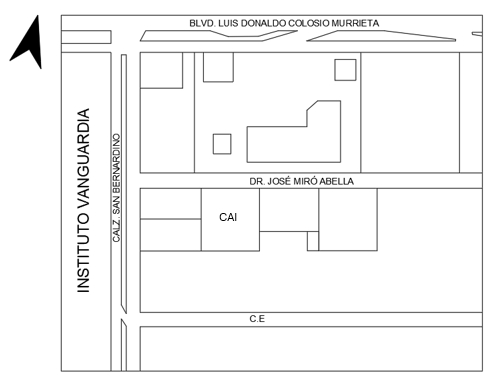 BLVD. LUIS DONALDO COLOSIO MURRIETA
INSTITUTO VANGUARDIA
CALZ. SAN BERNARDINO
DR. JOSÉ MIRÓ ABELLA
CAI
C.E